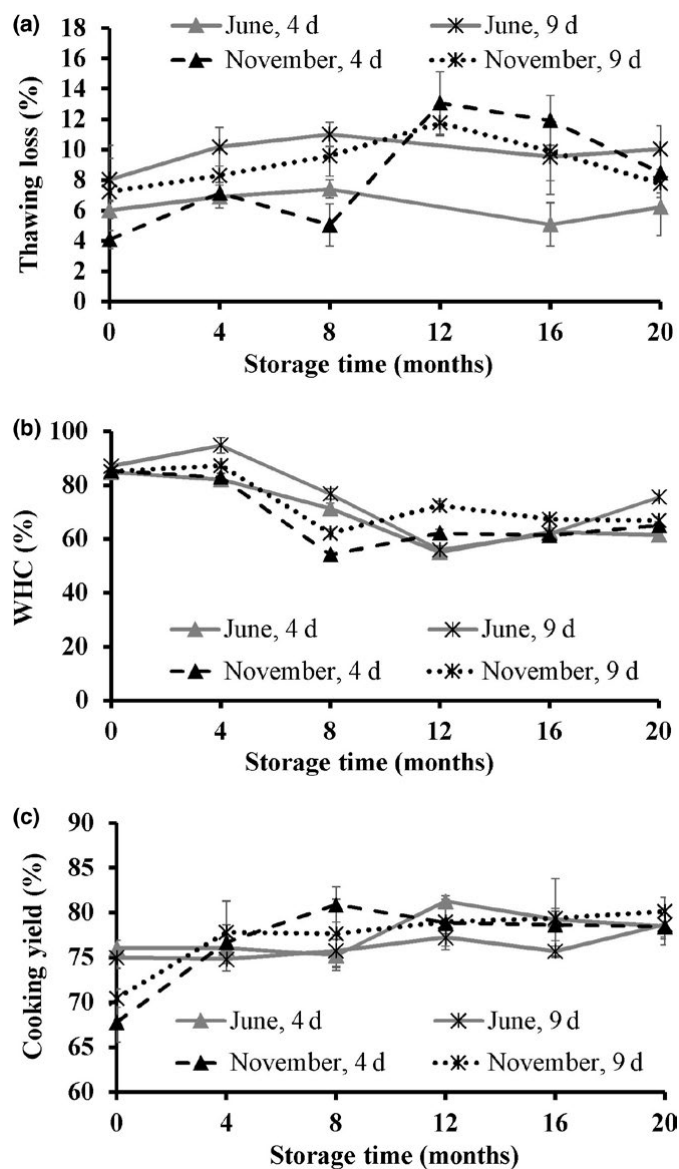 (a)
18
16
14
12
10
8
6
4
2
0
Thawing loss (%)
June, 4 d
June, 9 d
November, 4 d
November, 9 d
0 4 8 12 16 20
Storage time (months)
(b)
100
80
60
40
20
0
WHC (%)
June, 4 d
June, 9 d
November, 4 d
November, 9 d
0 4 8 12 16 20
Storage time (months)
(c)
90
85
80
75
70
65
60
Cooking yield (%)
June, 4 d
June, 9 d
November, 4 d
November, 9 d
0 4 8 12 16 20
Storage time (months)